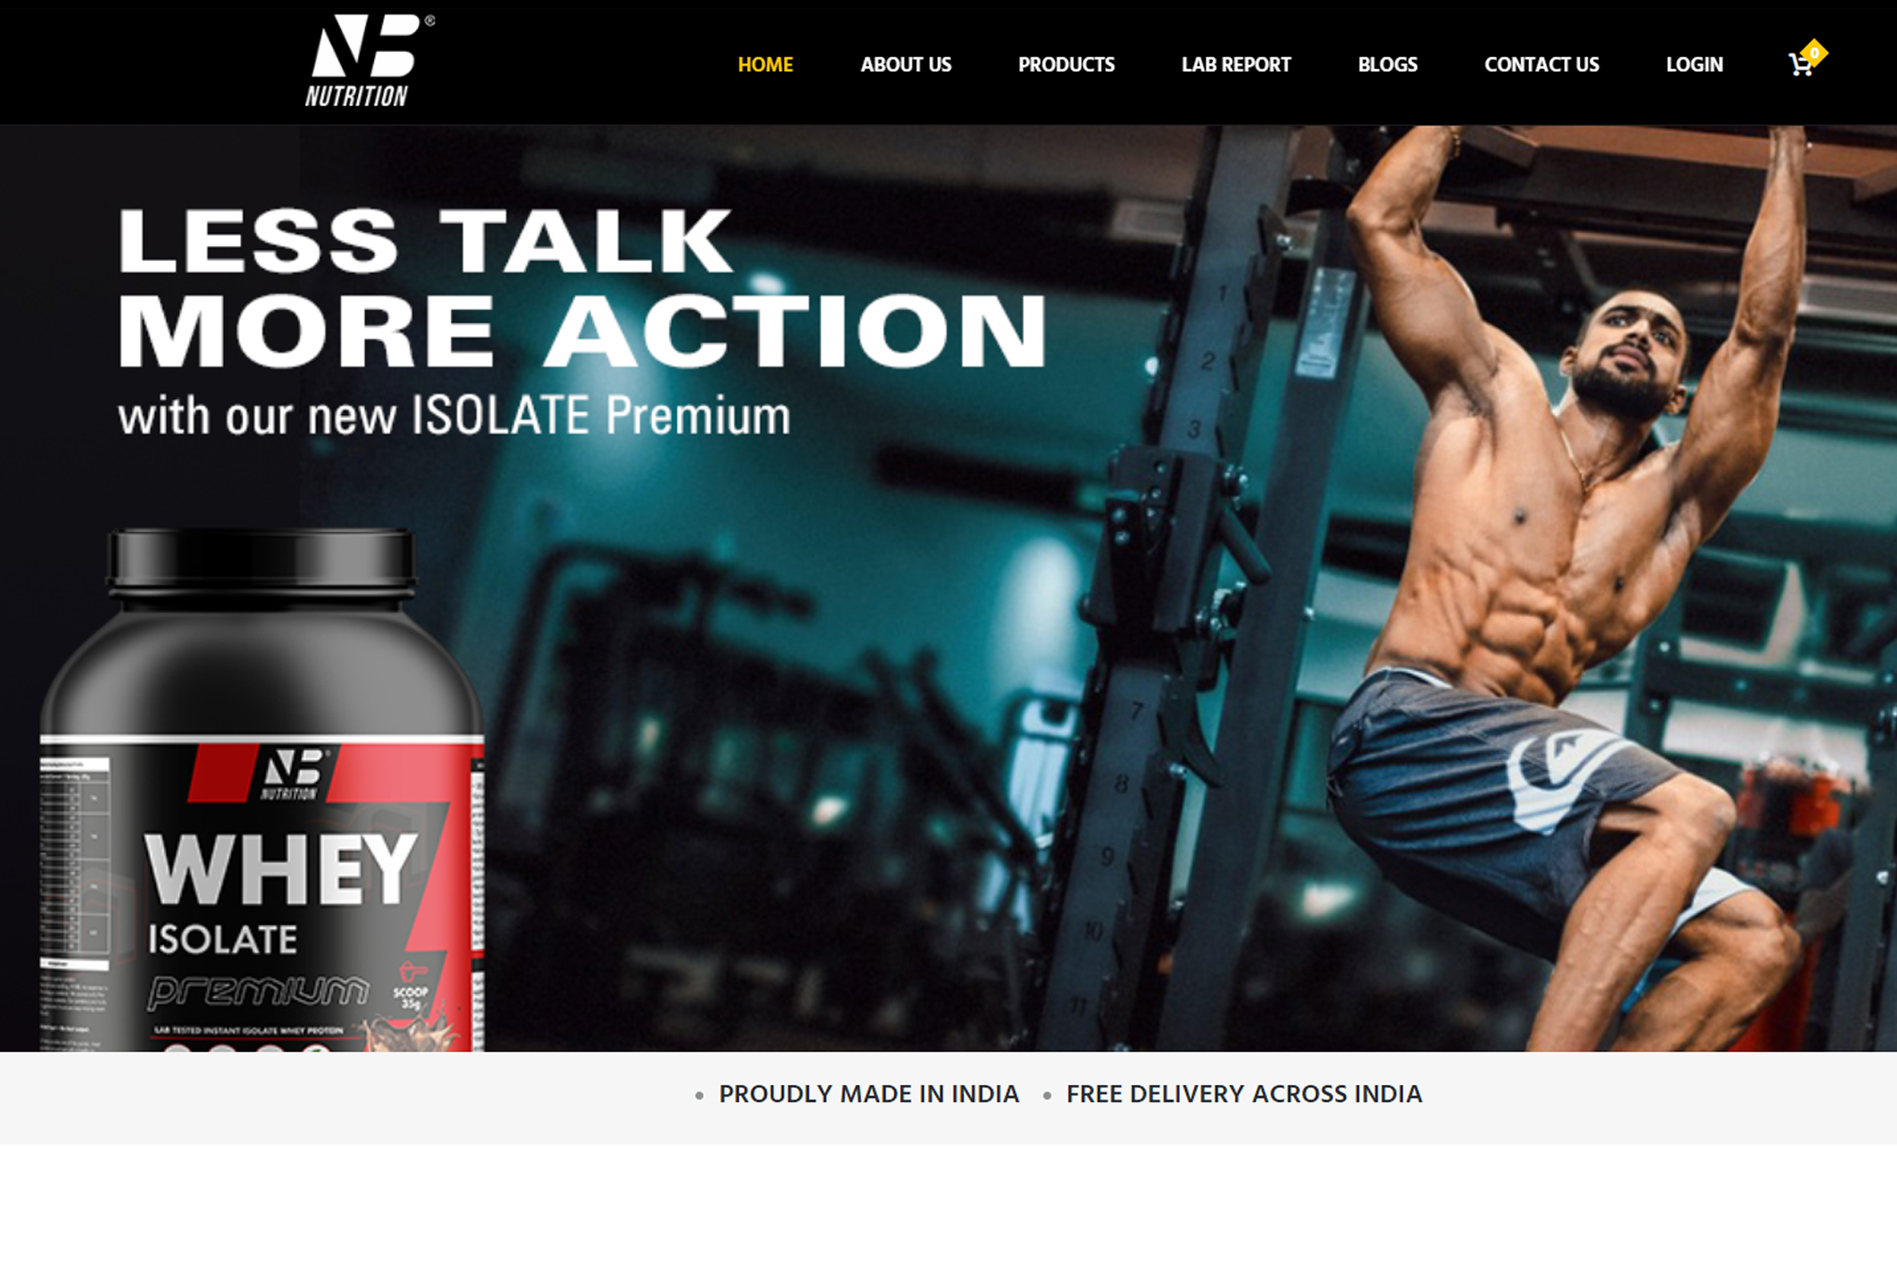 NB®
NUTRITION
HOME ABOUT US PRODUCTS LAB REPORT BLOGS CONTACT US LOGIN 0
LESS TALK
MORE ACTION
with our new ISOLATE Premium
1
2
3
7
8
9
10
11
NB®
NUTRITION
WHEY
ISOLATE
premium
SCOOP
35g
LAB TESTED INSTANT ISOLATE WHEY PROTEIN
• PROUDLY MADE IN INDIA • FREE DELIVERY ACROSS INDIA